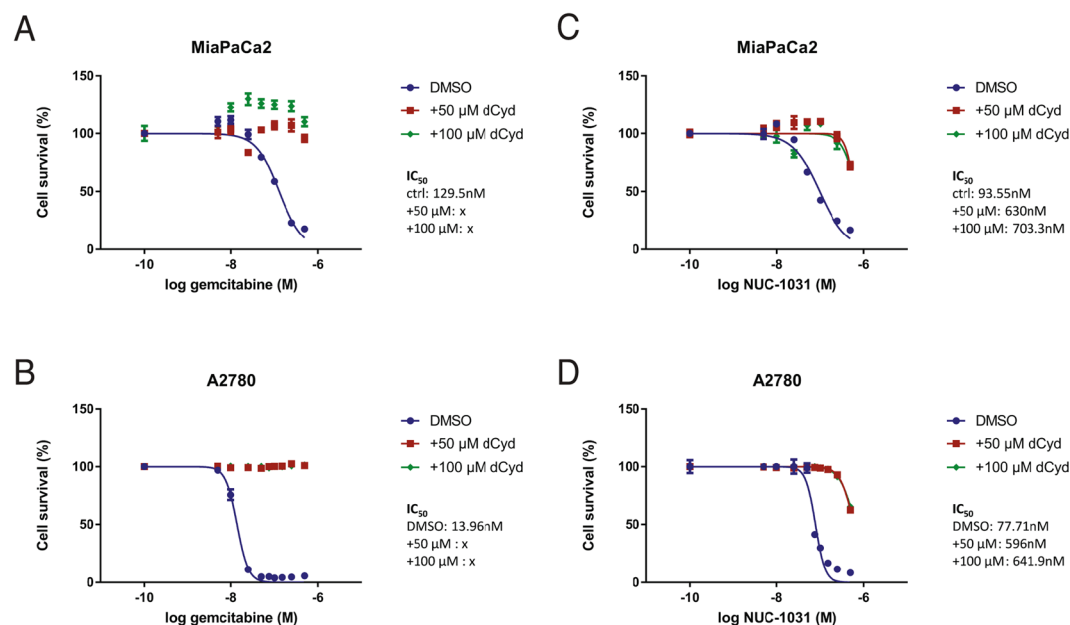 A
MiaPaCa2
150
100
50
0
Cell survival (%)
-10
-8
-6
log gemcitabine (M)
DMSO
+50 µM dCyd
+100 µM dCyd
IC50
ctrl: 129.5nM
+50 µM: x
+100 µM: x
C
MiaPaCa2
150
100
50
0
Cell survival (%)
-10
-8
-6
log NUC-1031 (M)
DMSO
+50 µM dCyd
+100 µM dCyd
IC50
ctrl: 93.55nM
+50 µM: 630nM
+100 µM: 703.3nM
B
A2780
150
100
50
0
Cell survival (%)
-10
-8
-6
log gemcitabine (M)
DMSO
+50 µM dCyd
+100 µM dCyd
IC50
DMSO: 13.96nM
+50 µM : x
+100 µM : x
D
A2780
150
100
50
0
Cell survival (%)
-10
-8
-6
log NUC-1031 (M)
DMSO
+50 µM dCyd
+100 µM dCyd
IC50
DMSO: 77.71nM
+50 µM: 596nM
+100 µM: 641.9nM